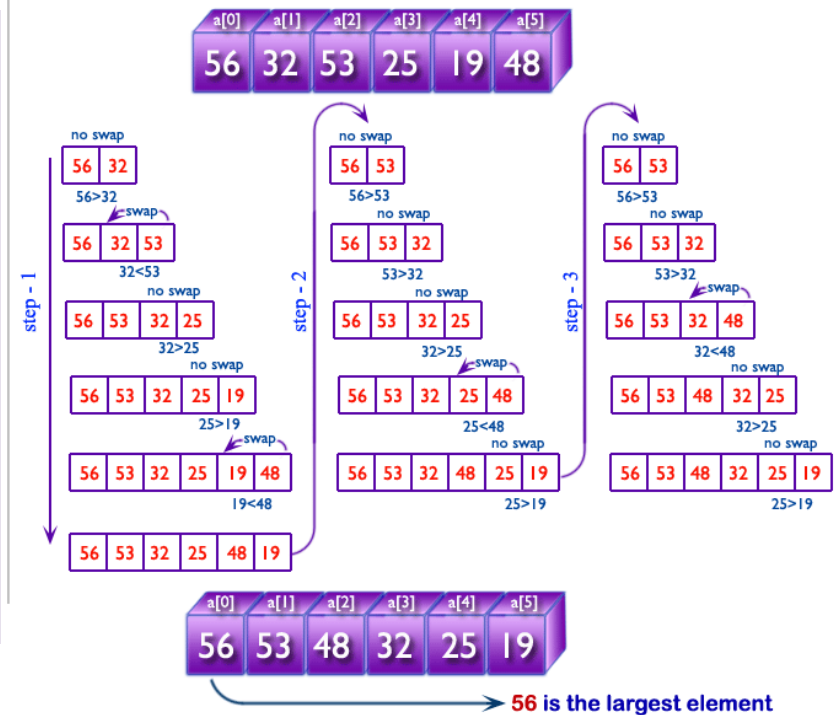 a[0] a[1] a[2] a[3] a[4] a[5]
56 32 53 25 19 48
step - 1
no swap
56 32
56>32
swap
56 32 53
32<53
no swap
56 53 32 25
32>25
no swap
56 53 32 25 19
25>19
swap
56 53 32 25 19 48
19<48
56 53 32 25 48 19
step - 2
no swap
56 53
56>53
no swap
56 53 32
53>32
no swap
56 53 32 25
32>25
swap
56 53 32 25 48
25<48
no swap
56 53 32 48 25 19
25>19
step - 3
no swap
56 53
56>53
no swap
56 53 32
53>32
swap
56 53 32 48
32<48
no swap
56 53 48 32 25
32>25
no swap
56 53 48 32 25 19
25>19
a[0] a[1] a[2] a[3] a[4] a[5]
56 53 48 32 25 19
56 is the largest element